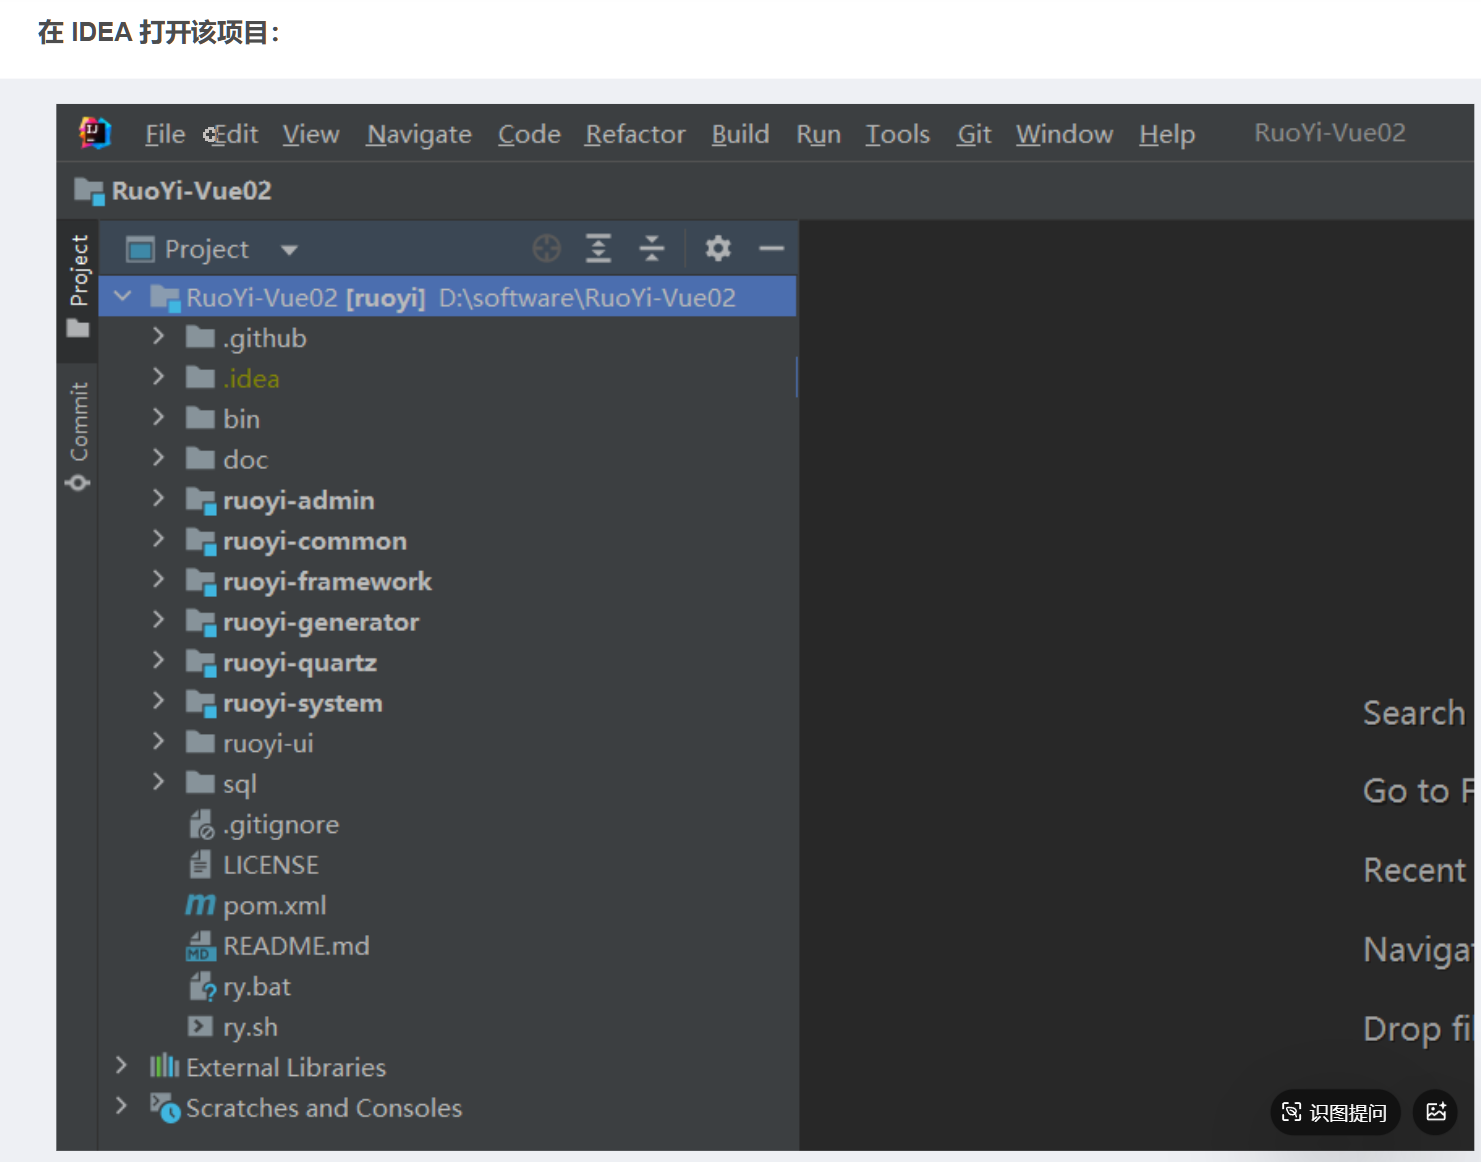 在 IDEA 打开该项目：
File Edit View Navigate Code Refactor Build Run Tools Git Window Help RuoYi-Vue02
RuoYi-Vue02
Project
Project
Commit
RuoYi-Vue02 [ruoyi] D:\software\RuoYi-Vue02
.github
.idea
bin
doc
ruoyi-admin
ruoyi-common
ruoyi-framework
ruoyi-generator
ruoyi-quartz
ruoyi-system
ruoyi-ui
sql
.gitignore
LICENSE
pom.xml
README.md
ry.bat
ry.sh
External Libraries
Scratches and Consoles
Search
Go to
Recent
Drop
识图提问